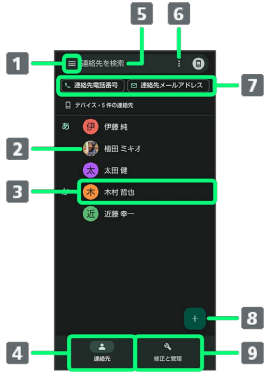 5 6
1 連絡先を検索
連絡先電話番号 連絡先メールアドレス 7
デバイス・5 件の連絡先
あ 伊 伊藤 純
2 植田 ミキオ
太 太田 健
3 か 木 木村 哲也
近 近藤 幸一
+ 8
4 連絡先 修正と管理 9